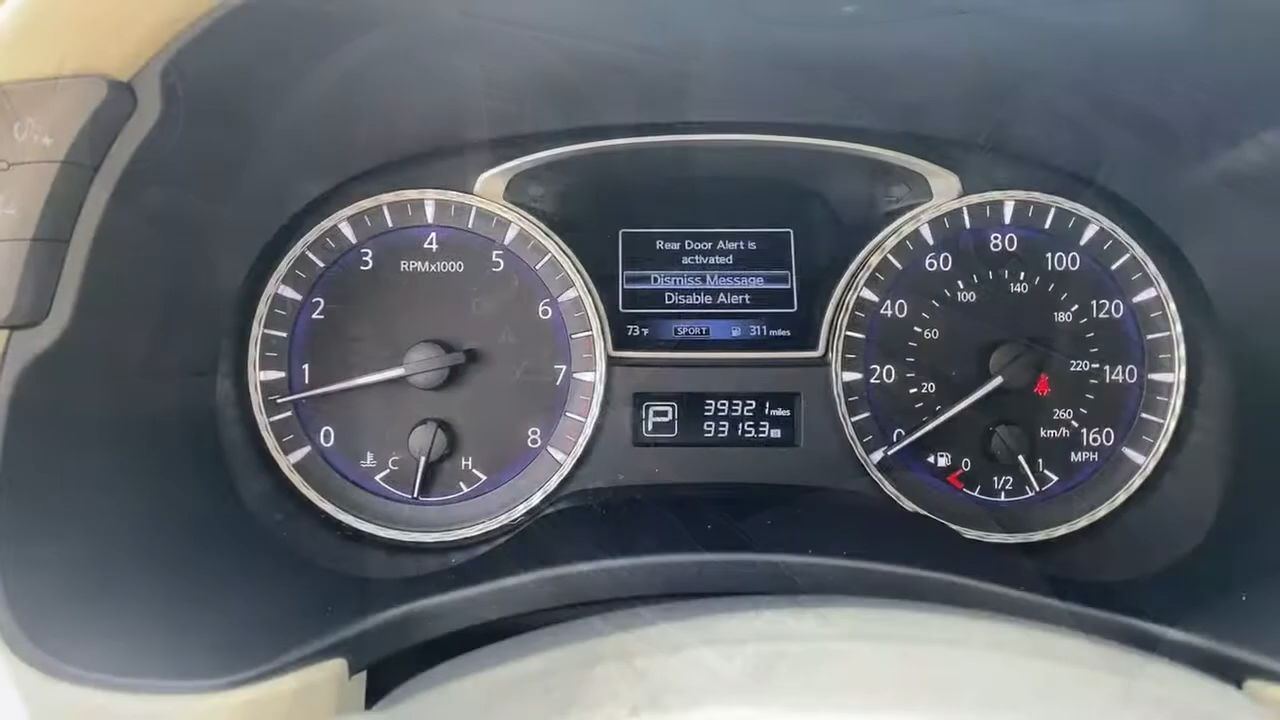 4
3
5
RPMx1000
2
6
1
7
0
8
C
H
Rear Door Alert is
activated
Dismiss Message
Disable Alert
73°F
SPORT
311 miles
P
39321 miles
9315.3
80
60
100
140
100
40
180
120
60
20
220
140
20
260
0
km/h
160
MPH
0
1/2
1